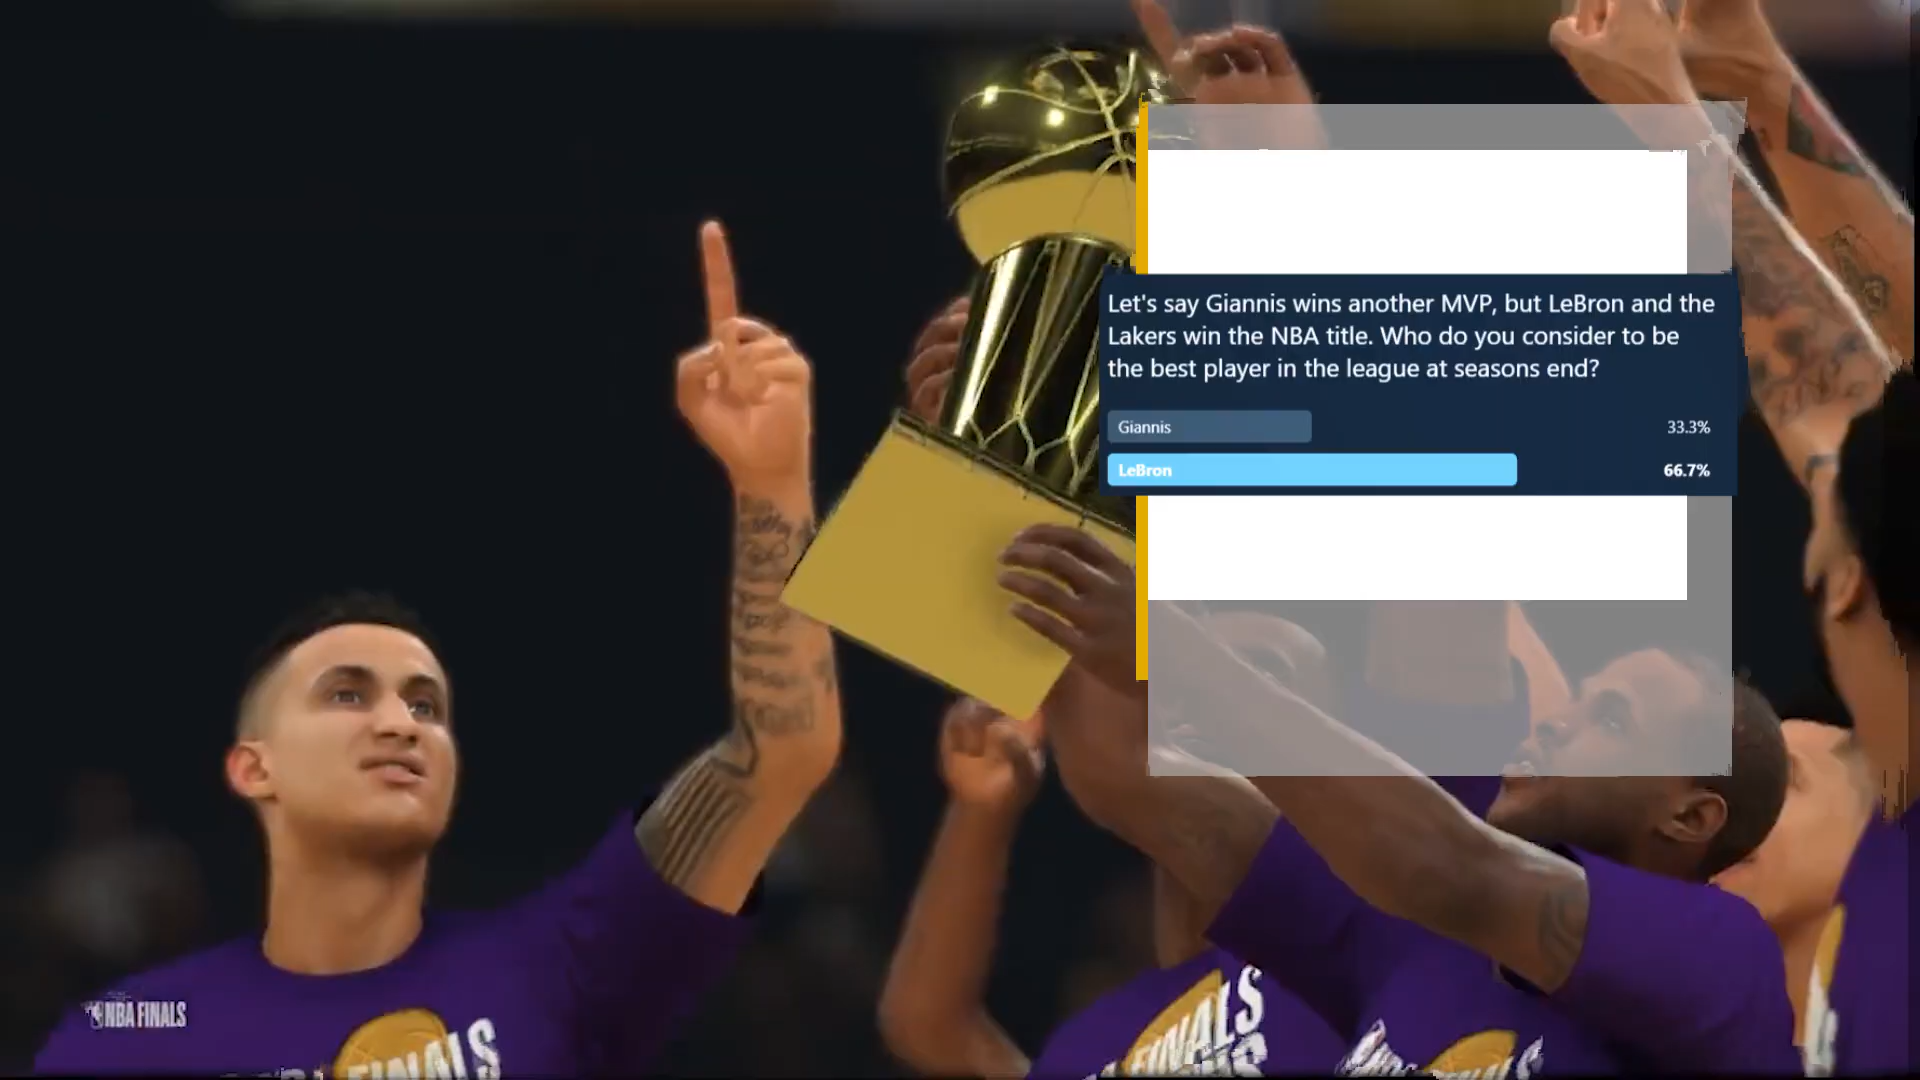 Let's say Giannis wins another MVP, but LeBron and the
Lakers win the NBA title. Who do you consider to be
the best player in the league at seasons end?
Giannis 33.3%
LeBron 66.7%
NBA FINALS
FINALS
FINALS